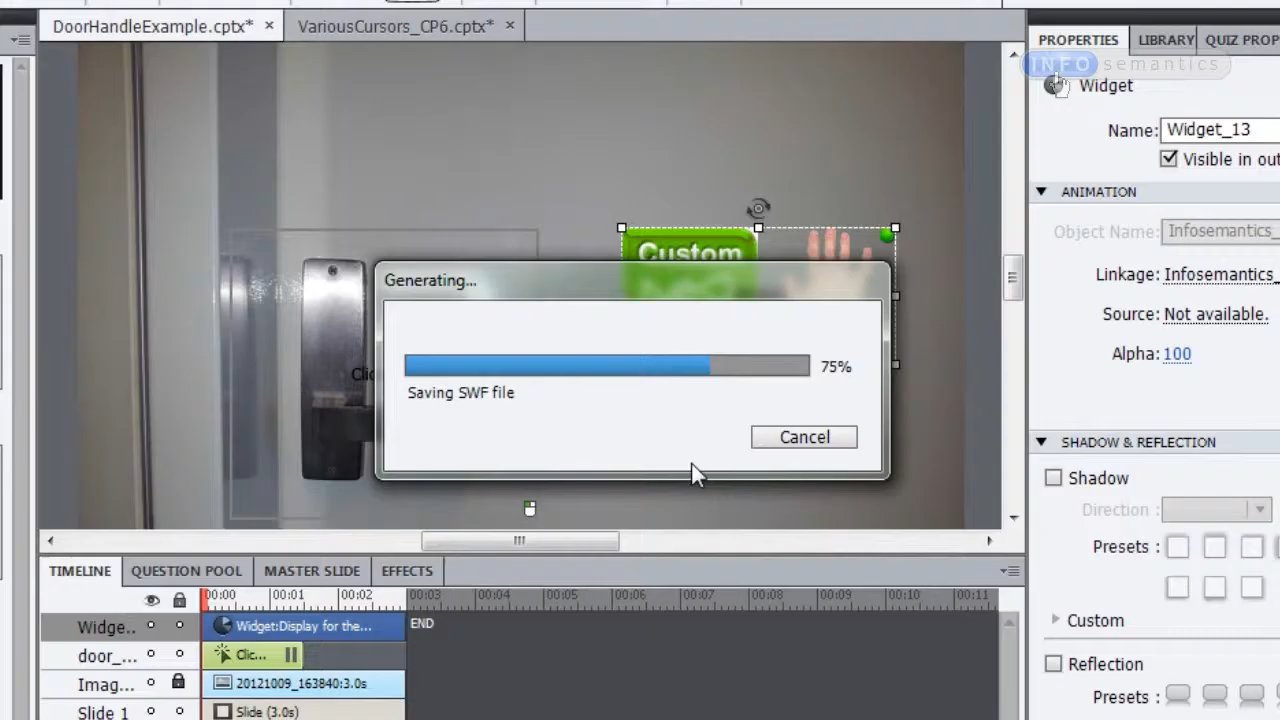 DoorHandleExample.cptx* ×
VariousCursors_CP6.cptx* ×
PROPERTIES
LIBRARY
QUIZ PROP
INFOsemantics
Widget
Name: Widget_13
Visible in out
ANIMATION
Object Name: Infosemantics_
Linkage: Infosemantics_
Source: Not available.
Alpha: 100
Custom
Generating...
75%
Saving SWF file
Cancel
Clic
SHADOW & REFLECTION
Shadow
Direction :
Presets :
Custom
Reflection
Presets :
TIMELINE
QUESTION POOL
MASTER SLIDE
EFFECTS
00:00 00:01 00:02 00:03 00:04 00:05 00:06 00:07 00:08 00:09 00:10 00:11
Widge.. Widget:Display for the... END
door_... Clic...
Imag... 20121009_163840:3.0s
Slide 1 Slide (3.0s)